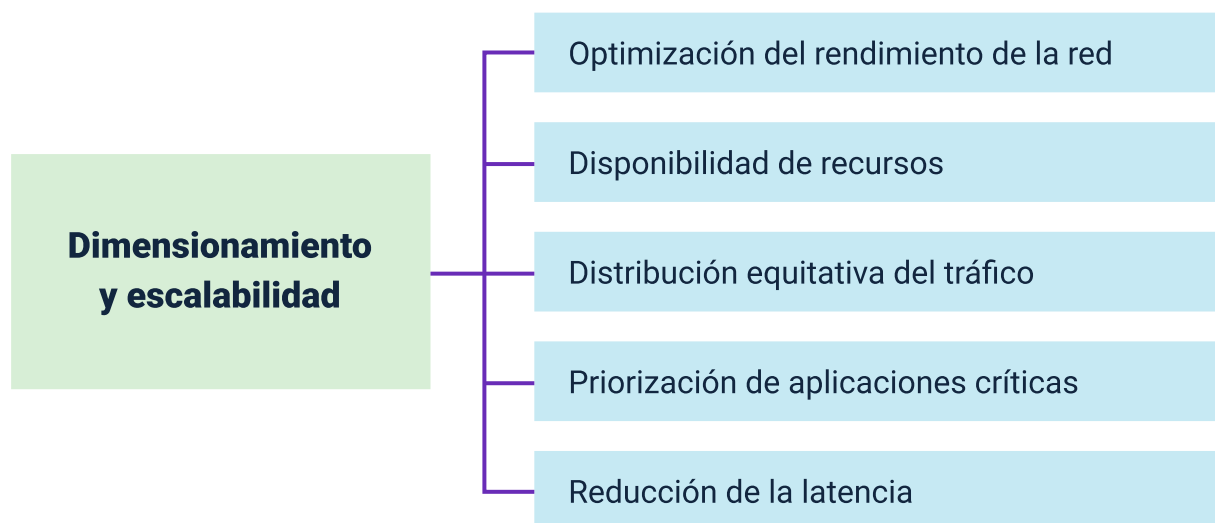 Dimensionamiento
y escalabilidad
Optimización del rendimiento de la red
Disponibilidad de recursos
Distribución equitativa del tráfico
Priorización de aplicaciones críticas
Reducción de la latencia